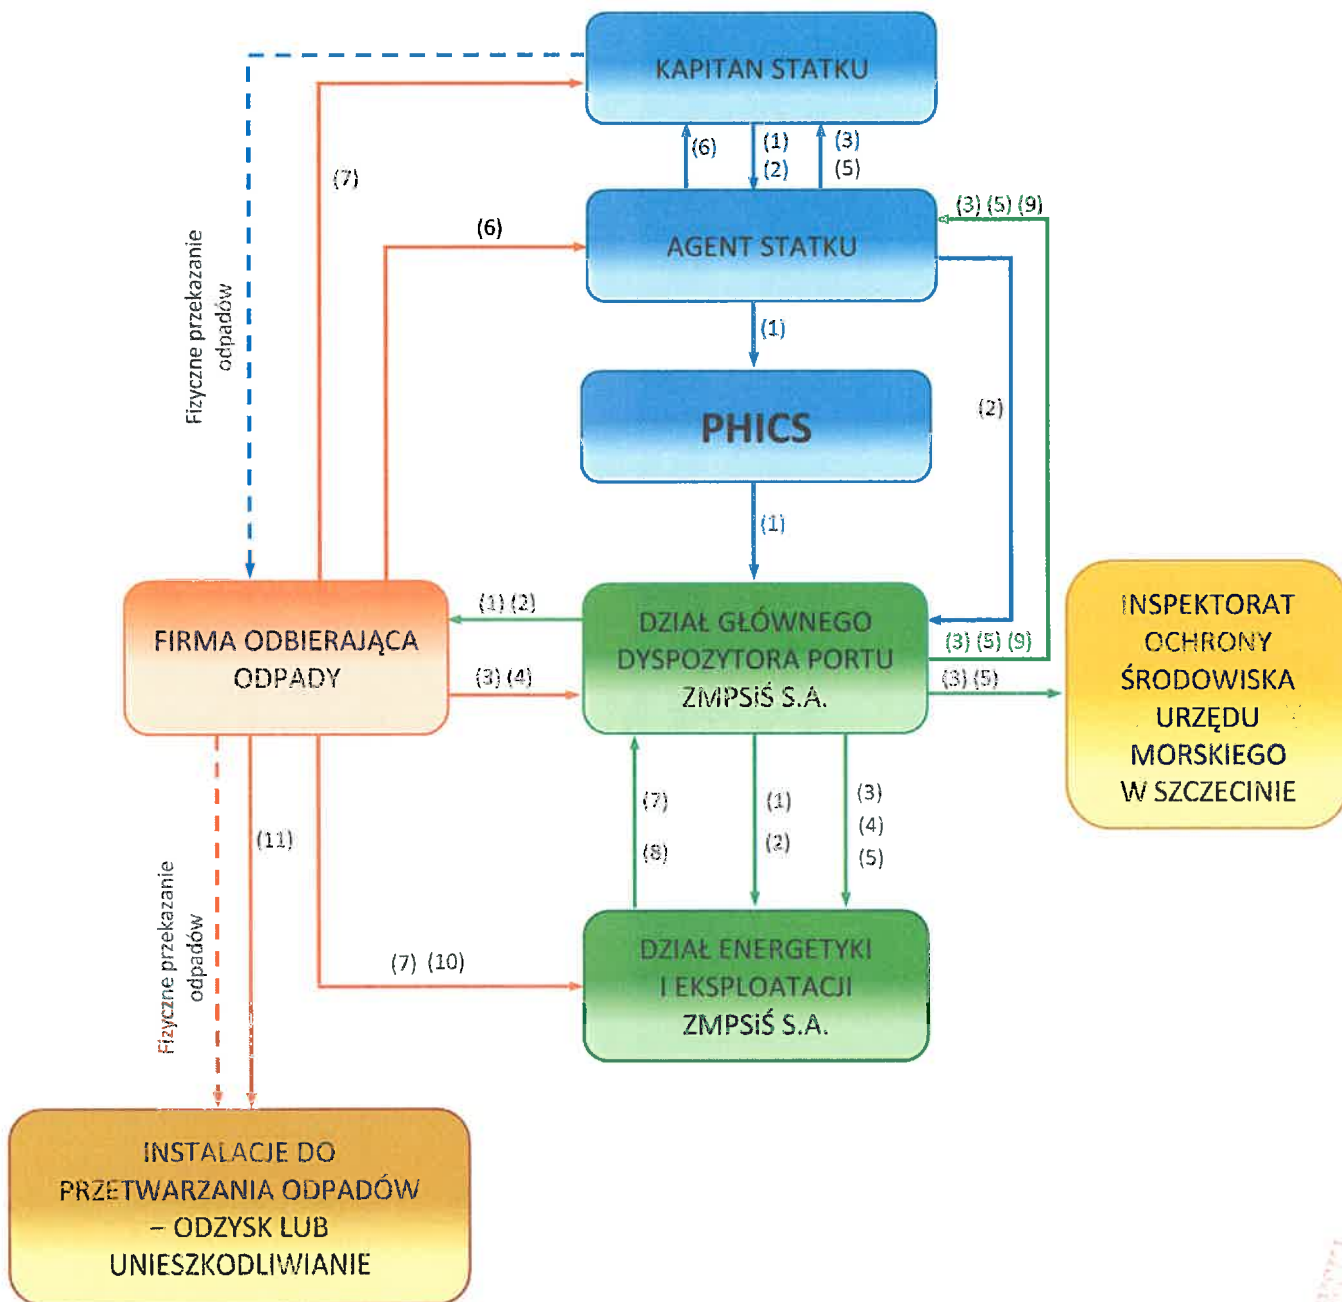 KAPITAN STATKU
(6)
(1)
(2)
(3)
(5)
(7)
AGENT STATKU
(3) (5) (9)
(6)
Fizyczne przekazanie
odpadów
(1)
PHICS
(2)
(1)
FIRMA ODBIERAJĄCA
ODPADY
(1) (2)
(3) (4)
DZIAŁ GŁÓWNEGO
DYSPOZYTORA PORTU
ZMPSiŚ S.A.
(3) (5) (9)
(3) (5)
INSPEKTORAT
OCHRONY
ŚRODOWISKA
URZĘDU
MORSKIEGO
W SZCZECINIE
(7)
(8)
(1)
(2)
(3)
(4)
(5)
(11)
Fizyczne przekazanie
odpadów
(7) (10)
DZIAŁ ENERGETYKI
I EKSPLOATACJI
ZMPSiŚ S.A.
INSTALACJE DO
PRZETWARZANIA ODPADÓW
– ODZYSK LUB
UNIESZKODLIWIANIE